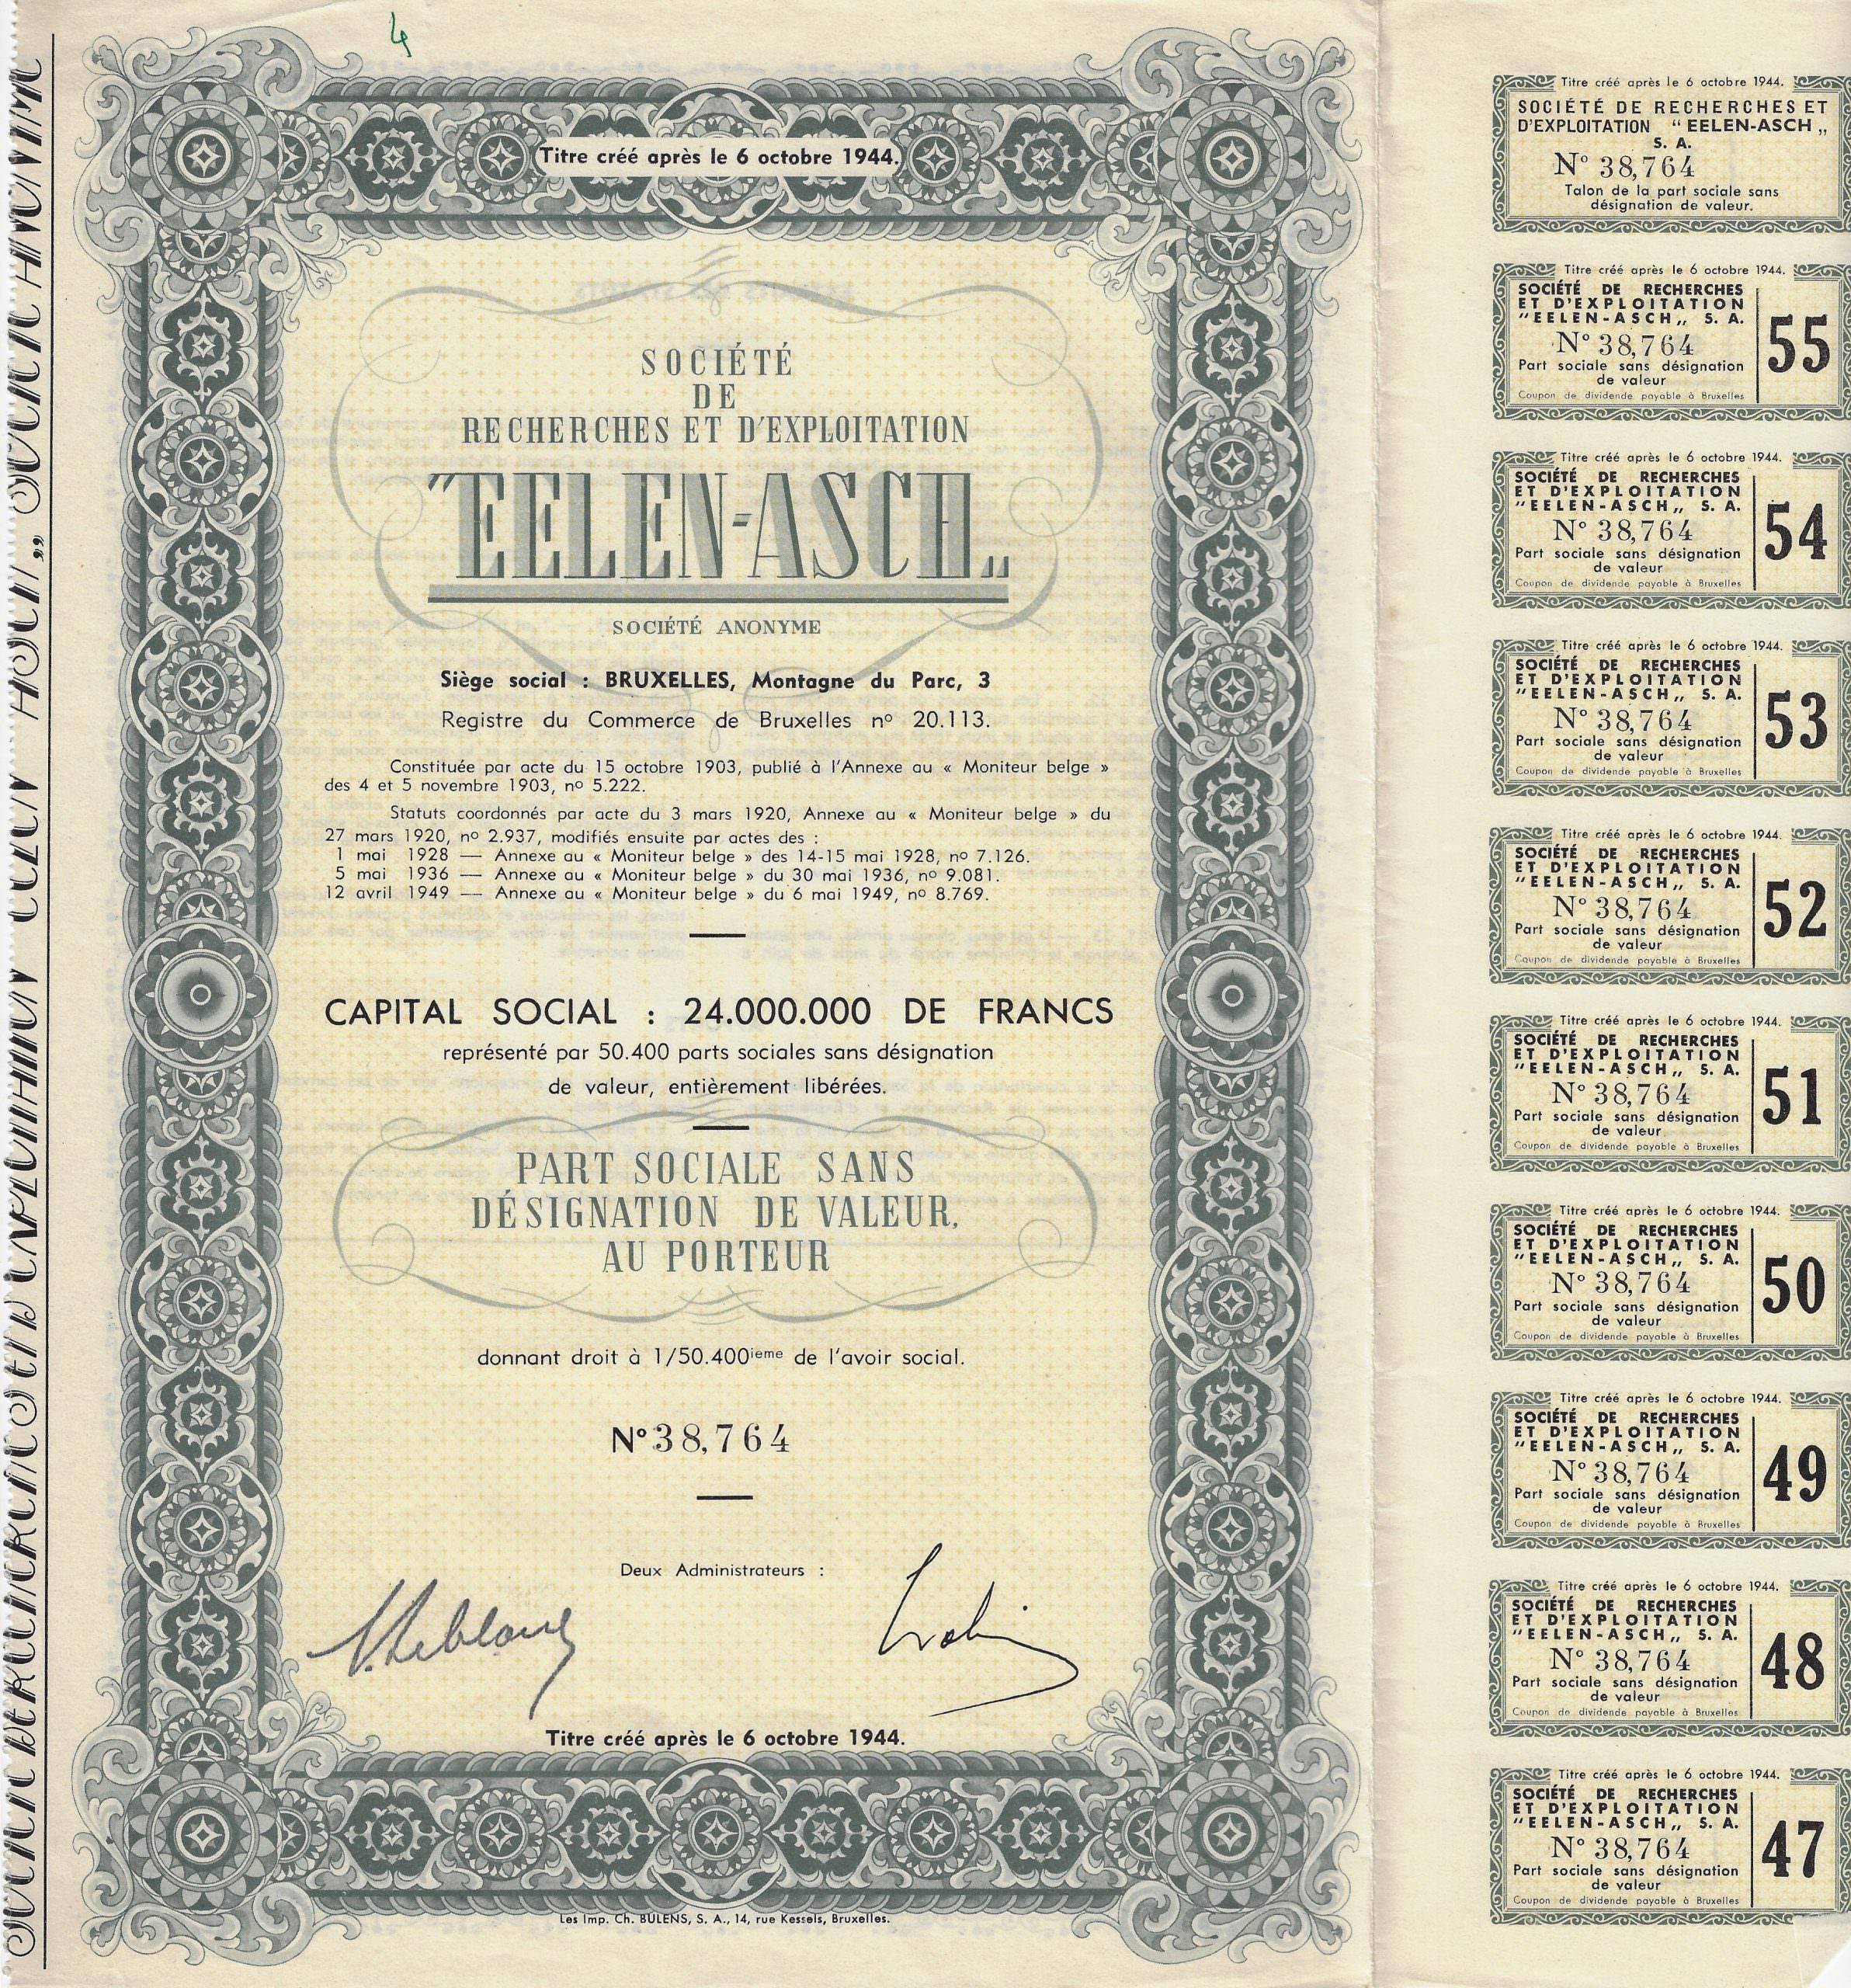 4
Titre créé après le 6 octobre 1944.
SOCIÉTÉ
DE
RECHERCHES ET D'EXPLOITATION
"EELEN-ASCH„
SOCIÉTÉ ANONYME
Siège social : BRUXELLES, Montagne du Parc, 3
Registre du Commerce de Bruxelles nº 20.113.
Constituée par acte du 15 octobre 1903, publié à l'Annexe au « Moniteur belge »
des 4 et 5 novembre 1903, nº 5.222.
Statuts coordonnés par acte du 3 mars 1920, Annexe au « Moniteur belge » du
27 mars 1920, nº 2.937, modifiés ensuite par actes des :
1 mai 1928 — Annexe au « Moniteur belge » des 14-15 mai 1928, nº 7.126.
5 mai 1936 — Annexe au « Moniteur belge » du 30 mai 1936, nº 9.081.
12 avril 1949 — Annexe au « Moniteur belge » du 6 mai 1949, nº 8.769.
CAPITAL SOCIAL : 24.000.000 DE FRANCS
représenté par 50.400 parts sociales sans désignation
de valeur, entièrement libérées.
PART SOCIALE SANS
DÉSIGNATION DE VALEUR,
AU PORTEUR
donnant droit à 1/50.400ieme de l'avoir social.
Nº 38,764
Deux Administrateurs :
Titre créé après le 6 octobre 1944.
Les Imp. Ch. BULENS, S. A., 14, rue Kessels, Bruxelles.
Titre créé après le 6 octobre 1944.
SOCIÉTÉ DE RECHERCHES ET
D'EXPLOITATION "EELEN-ASCH„
S. A.
Nº 38,764
Talon de la part sociale sans
désignation de valeur.
Titre créé après le 6 octobre 1944.
SOCIÉTÉ DE RECHERCHES
ET D'EXPLOITATION
"EELEN-ASCH„ S. A.
Nº 38,764
Part sociale sans désignation
de valeur
Coupon de dividende payable à Bruxelles
55
Titre créé après le 6 octobre 1944.
SOCIÉTÉ DE RECHERCHES
ET D'EXPLOITATION
"EELEN-ASCH„ S. A.
Nº 38,764
Part sociale sans désignation
de valeur
Coupon de dividende payable à Bruxelles
54
Titre créé après le 6 octobre 1944.
SOCIÉTÉ DE RECHERCHES
ET D'EXPLOITATION
"EELEN-ASCH„ S. A.
Nº 38,764
Part sociale sans désignation
de valeur
Coupon de dividende payable à Bruxelles
53
Titre créé après le 6 octobre 1944.
SOCIÉTÉ DE RECHERCHES
ET D'EXPLOITATION
"EELEN-ASCH„ S. A.
Nº 38,764
Part sociale sans désignation
de valeur
Coupon de dividende payable à Bruxelles
52
Titre créé après le 6 octobre 1944.
SOCIÉTÉ DE RECHERCHES
ET D'EXPLOITATION
"EELEN-ASCH„ S. A.
Nº 38,764
Part sociale sans désignation
de valeur
Coupon de dividende payable à Bruxelles
51
Titre créé après le 6 octobre 1944.
SOCIÉTÉ DE RECHERCHES
ET D'EXPLOITATION
"EELEN-ASCH„ S. A.
Nº 38,764
Part sociale sans désignation
de valeur
Coupon de dividende payable à Bruxelles
50
Titre créé après le 6 octobre 1944.
SOCIÉTÉ DE RECHERCHES
ET D'EXPLOITATION
"EELEN-ASCH„ S. A.
Nº 38,764
Part sociale sans désignation
de valeur
Coupon de dividende payable à Bruxelles
49
Titre créé après le 6 octobre 1944.
SOCIÉTÉ DE RECHERCHES
ET D'EXPLOITATION
"EELEN-ASCH„ S. A.
Nº 38,764
Part sociale sans désignation
de valeur
Coupon de dividende payable à Bruxelles
48
Titre créé après le 6 octobre 1944.
SOCIÉTÉ DE RECHERCHES
ET D'EXPLOITATION
"EELEN-ASCH„ S. A.
Nº 38,764
Part sociale sans désignation
de valeur
Coupon de dividende payable à Bruxelles
47